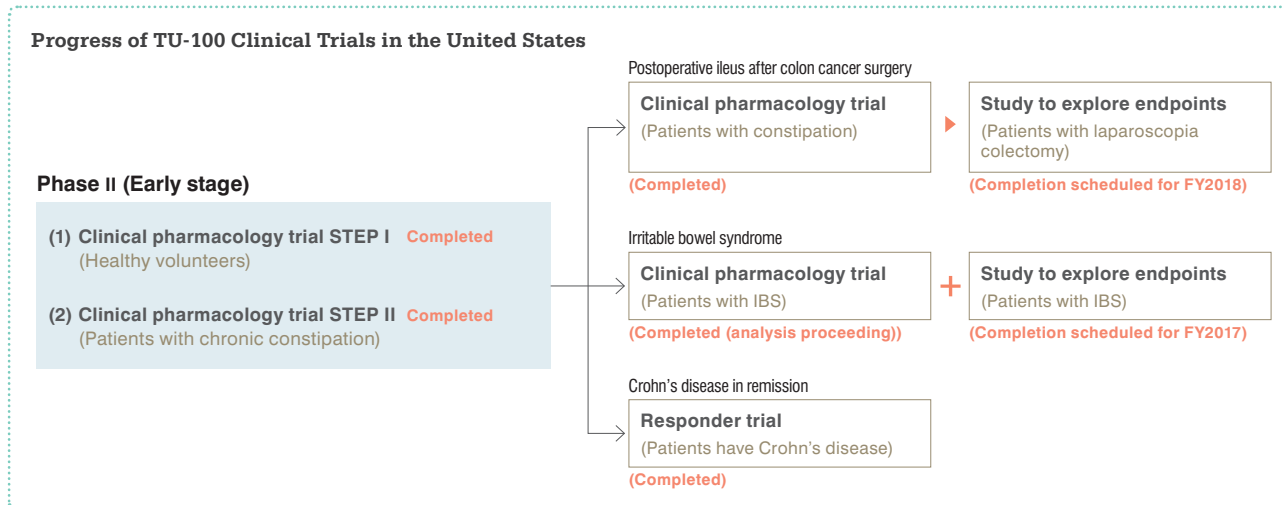 Progress of TU-100 Clinical Trials in the United States
Phase II (Early stage)
(1) Clinical pharmacology trial STEP I Completed
(Healthy volunteers)
(2) Clinical pharmacology trial STEP II Completed
(Patients with chronic constipation)
Postoperative ileus after colon cancer surgery
Clinical pharmacology trial
(Patients with constipation)
(Completed)
Study to explore endpoints
(Patients with laparoscopia
colectomy)
(Completion scheduled for FY2018)
Irritable bowel syndrome
Clinical pharmacology trial
(Patients with IBS)
(Completed (analysis proceeding))
+
Study to explore endpoints
(Patients with IBS)
(Completion scheduled for FY2017)
Crohn's disease in remission
Responder trial
(Patients have Crohn's disease)
(Completed)